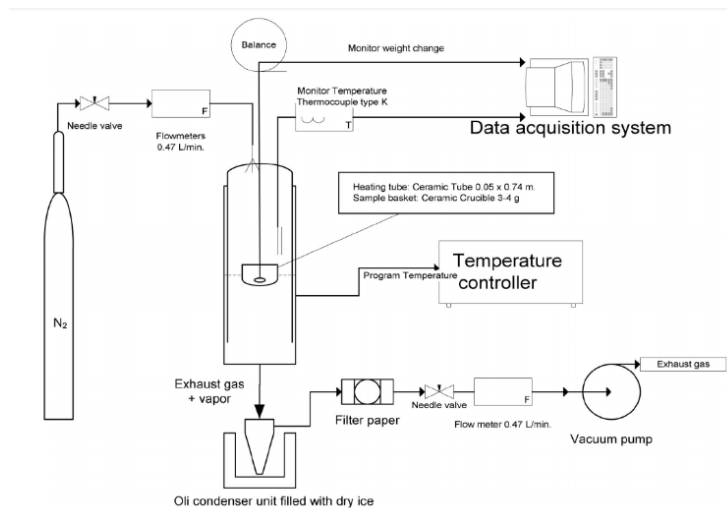 Balance
Monitor weight change
Monitor Temperature
Thermocouple type K
T
Data acquisition system
Needle valve
F
Flowmeters
0.47 L/min.
Heating tube: Ceramic Tube 0.05 x 0.74 m
Sample basket: Ceramic Crucible 3-4 g
Program Temperature
Temperature
controller
N2
Exhaust gas
+ vapor
Filter paper
Needle valve
F
Flow meter 0.47 L/min.
Exhaust gas
Vacuum pump
Oli condenser unit filled with dry ice